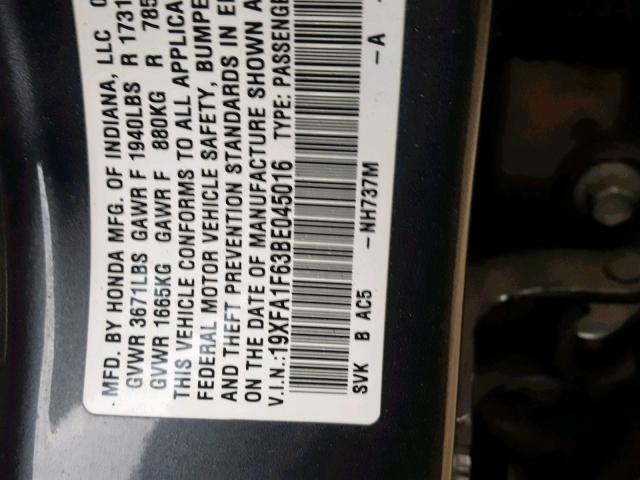 MFD. BY HONDA MFG. OF INDIANA, LLC
GVWR 3671LBS GAWR F 1940LBS R 1731
GVWR 1665KG GAWR F 880KG R 785
THIS VEHICLE CONFORMS TO ALL APPLICA
FEDERAL MOTOR VEHICLE SAFETY, BUMPE
AND THEFT PREVENTION STANDARDS IN E
ON THE DATE OF MANUFACTURE SHOWN A
V.I.N.:19XFA1F63BE045016 TYPE: PASSENGE
SVK B AC5 -NH737M -A